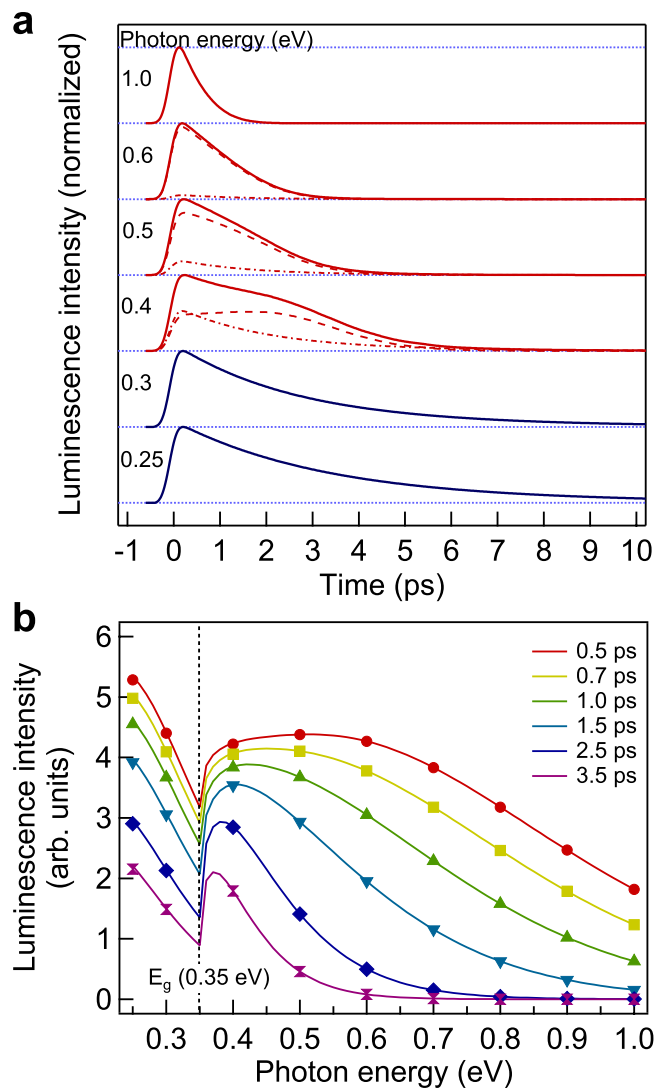 a
Photon energy (eV)
1.0
0.6
0.5
0.4
0.3
0.25
Luminescence intensity (normalized)
-1 0 1 2 3 4 5 6 7 8 9 10
Time (ps)
b
6
5
4
3
2
1
0
Luminescence intensity
(arb. units)
0.5 ps
0.7 ps
1.0 ps
1.5 ps
2.5 ps
3.5 ps
Eg (0.35 eV)
0.3 0.4 0.5 0.6 0.7 0.8 0.9 1.0
Photon energy (eV)